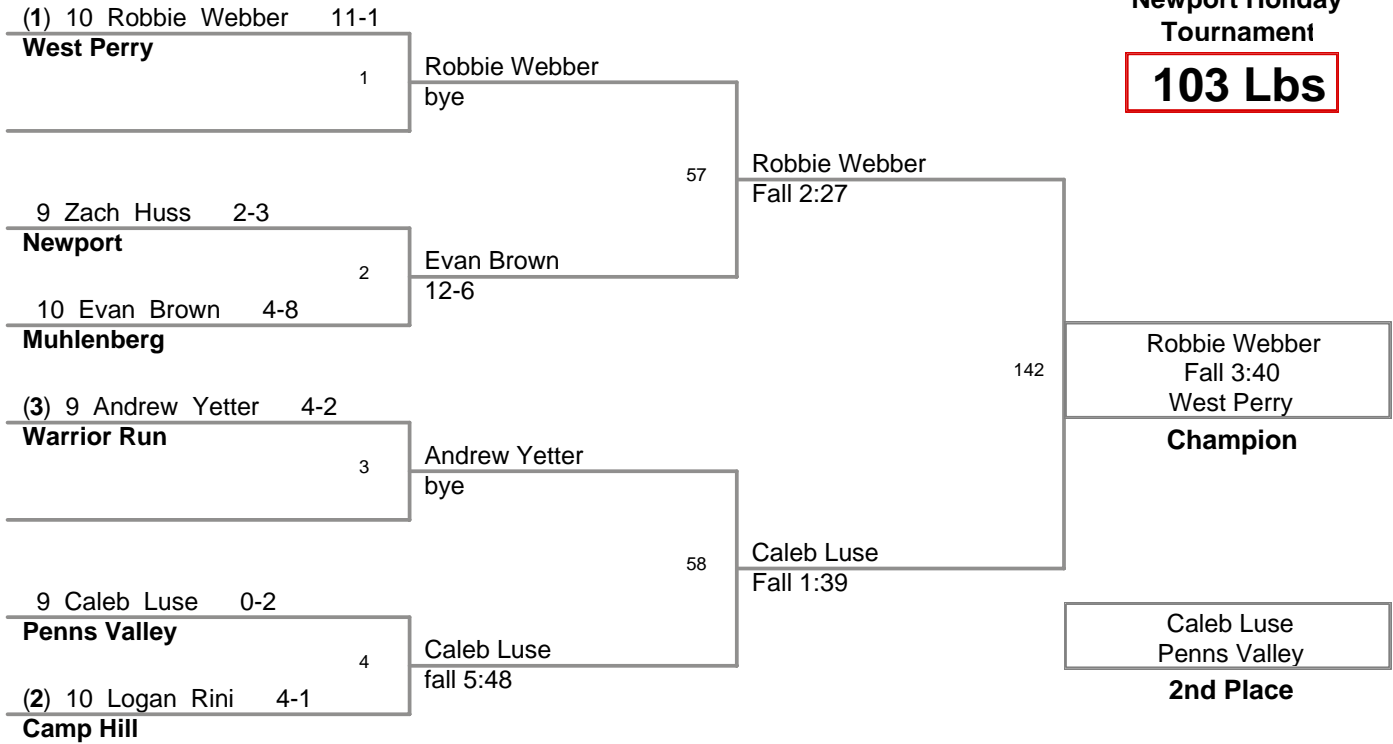 Newport Holiday
Tournament
103 Lbs
(1) 10 Robbie Webber 11-1
West Perry
1
Robbie Webber
bye
57
Robbie Webber
Fall 2:27
9 Zach Huss 2-3
Newport
2
Evan Brown
12-6
10 Evan Brown 4-8
Muhlenberg
142
Robbie Webber
Fall 3:40
West Perry
Champion
(3) 9 Andrew Yetter 4-2
Warrior Run
3
Andrew Yetter
bye
58
Caleb Luse
Fall 1:39
9 Caleb Luse 0-2
Penns Valley
4
Caleb Luse
fall 5:48
(2) 10 Logan Rini 4-1
Camp Hill
Caleb Luse
Penns Valley
2nd Place